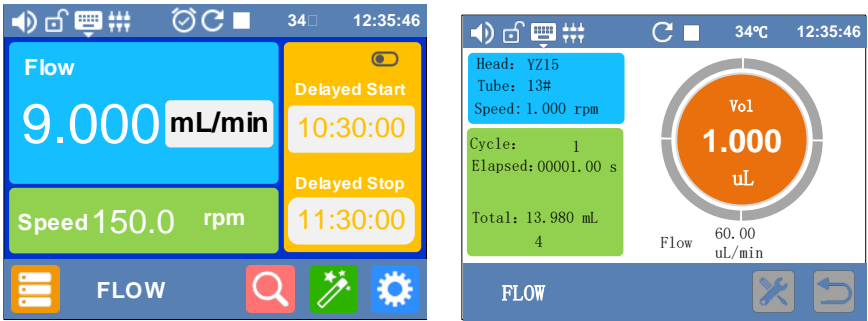 34□ 12:35:46
Flow
9.000 mL/min
Speed 150.0 rpm
Delayed Start
10:30:00
Delayed Stop
11:30:00
FLOW
34℃ 12:35:46
Head: YZ15
Tube: 13#
Speed: 1.000 rpm
Cycle: 1
Elapsed: 00001.00 s
Total: 13.980 mL
4
Vol
1.000
uL
Flow 60.00
uL/min
FLOW